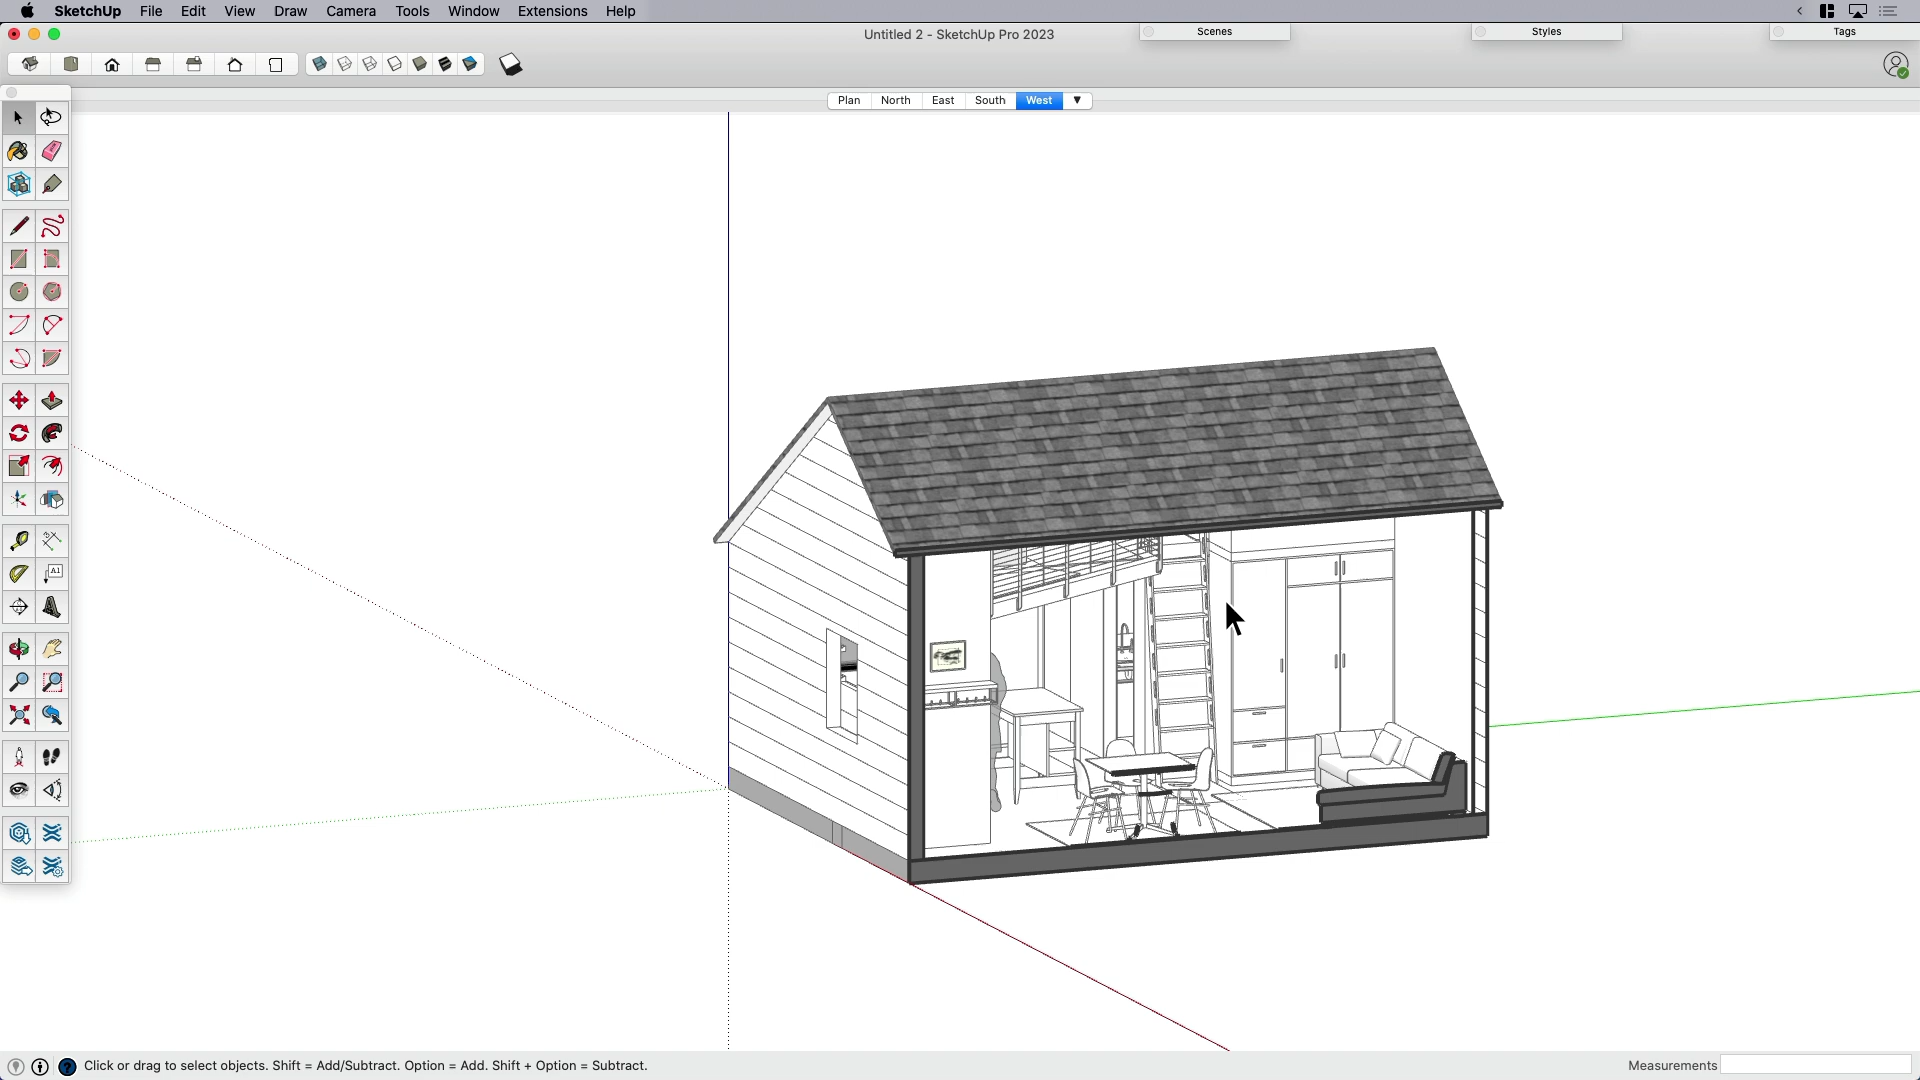 SketchUp File Edit View Draw Camera Tools Window Extensions Help
Untitled 2 - SketchUp Pro 2023
Scenes
Styles
Tags
Plan North East South West
A1
Click or drag to select objects. Shift = Add/Subtract. Option = Add. Shift + Option = Subtract.
Measurements